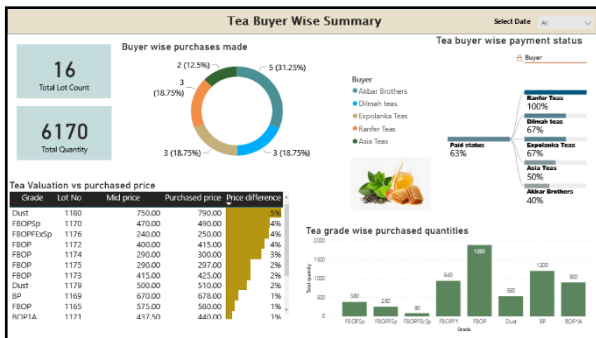 Tea Buyer Wise Summary
Select Date
All
16
Total Lot Count
6170
Total Quantity
Buyer wise purchases made
2 (12.5%)
5 (31.25%)
3
(18.75%)
3 (18.75%)
3 (18.75%)
Buyer
Akbar Brothers
Dilmah teas
Expolanka Teas
Ranfer Teas
Asia Teas
Tea buyer wise payment status
Buyer
Paid status
63%
Ranfer Teas
100%
Dilmah teas
67%
Expolanka Teas
67%
Asia Teas
50%
Akbar Brothers
40%
Tea Valuation vs purchased price
Grade Lot No Mid price Purchased price Price difference
Dust 1180 750.00 790.00 5%
FBOPSp 1170 470.00 490.00 4%
FBOPFExSp 1176 240.00 250.00 4%
FBOP 1172 400.00 415.00 4%
FBOP 1174 290.00 300.00 3%
FBOP 1175 290.00 297.00 2%
FBOP 1173 415.00 425.00 2%
Dust 1179 500.00 510.00 2%
BP 1169 670.00 678.00 1%
FBOP 1165 575.00 580.00 1%
BOP1A 1171 437.50 440.00 1%
Tea grade wise purchased quantities
Total quantity
2000
1500
1000
500
0
380
80
940
1880
1200
900
FBOPSp
FBOPFSp
FBOPFExSp
FBOPF1
FBOP
Dust
BP
BOP1A
Grade